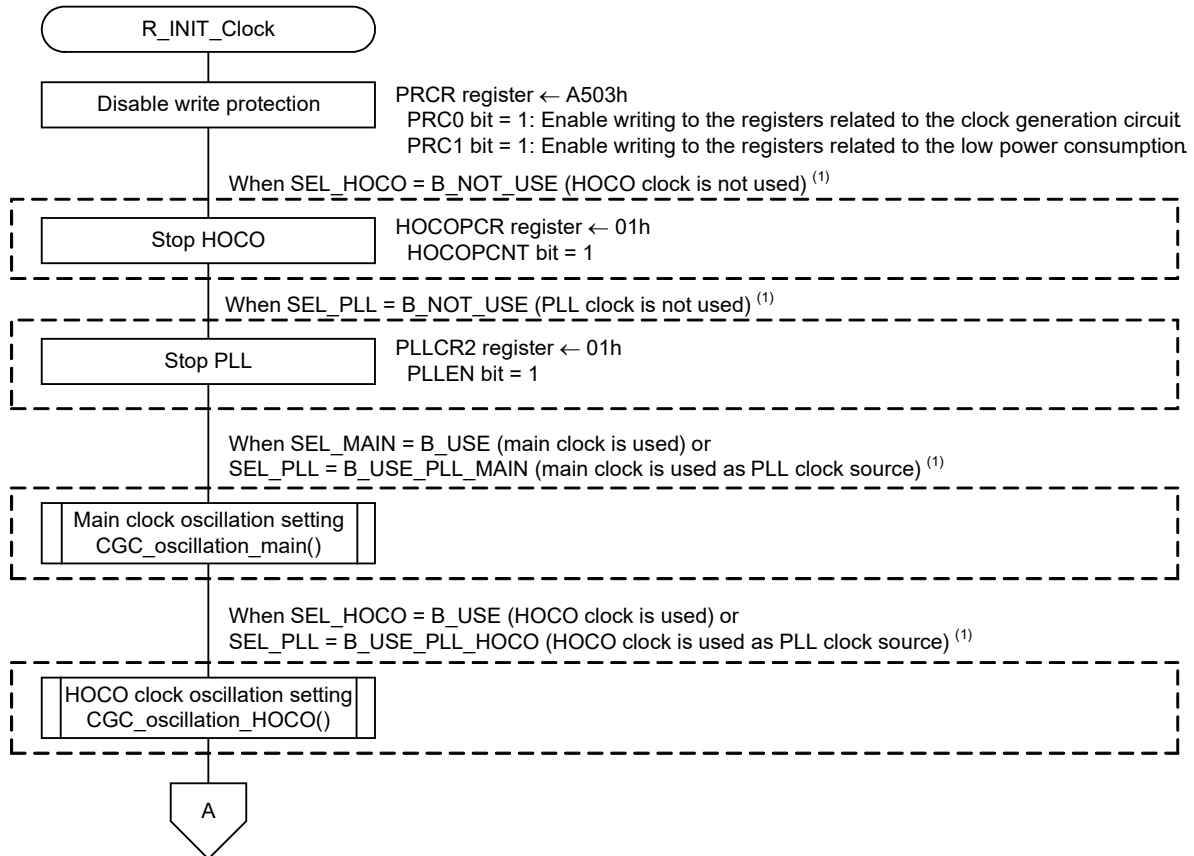 R_INIT_Clock
Disable write protection
PRCR register ← A503h
PRC0 bit = 1: Enable writing to the registers related to the clock generation circuit
PRC1 bit = 1: Enable writing to the registers related to the low power consumption.
When SEL_HOCO = B_NOT_USE (HOCO clock is not used) (1)
Stop HOCO
HOCOPCR register ← 01h
HOCOPCNT bit = 1
When SEL_PLL = B_NOT_USE (PLL clock is not used) (1)
Stop PLL
PLLCR2 register ← 01h
PLLEN bit = 1
When SEL_MAIN = B_USE (main clock is used) or
SEL_PLL = B_USE_PLL_MAIN (main clock is used as PLL clock source) (1)
Main clock oscillation setting
CGC_oscillation_main()
When SEL_HOCO = B_USE (HOCO clock is used) or
SEL_PLL = B_USE_PLL_HOCO (HOCO clock is used as PLL clock source) (1)
HOCO clock oscillation setting
CGC_oscillation_HOCO()
A